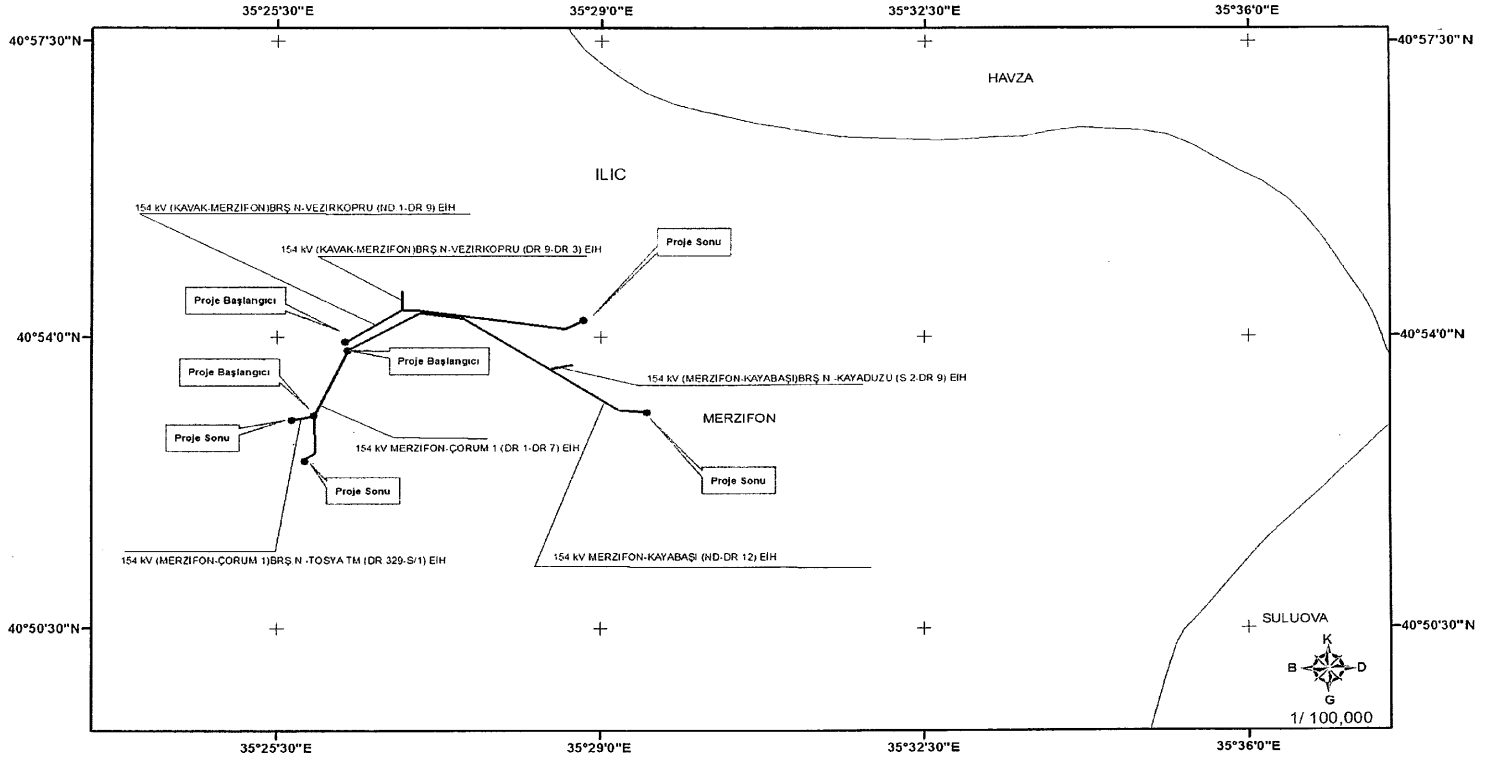 35°25'30"E
35°29'0"E
35°32'30"E
35°36'0"E
40°57'30"N
40°57'30"N
HAVZA
ILIC
154 kV (KAVAK-MERZIFON)BRŞ N-VEZIRKOPRU (ND 1-DR 9) EİH
154 kV (KAVAK-MERZIFON)BRŞ N-VEZIRKOPRU (DR 9-DR 3) EİH
Proje Sonu
Proje Başlangıcı
40°54'0"N
40°54'0"N
Proje Başlangıcı
Proje Başlangıcı
154 kV (MERZIFON-KAYABAŞI)BRŞ N -KAYADUZU (S 2-DR 9) EİH
MERZIFON
Proje Sonu
154 kV MERZIFON-ÇORUM 1 (DR 1-DR 7) EİH
Proje Sonu
Proje Sonu
154 kV (MERZIFON-ÇORUM 1)BRŞ N -TOSYA TM (DR 329-S/1) EİH
154 kV MERZIFON-KAYABAŞI (ND-DR 12) EİH
40°50'30"N
40°50'30"N
SULUOVA
K
B
D
G
1/ 100,000
35°25'30"E
35°29'0"E
35°32'30"E
35°36'0"E